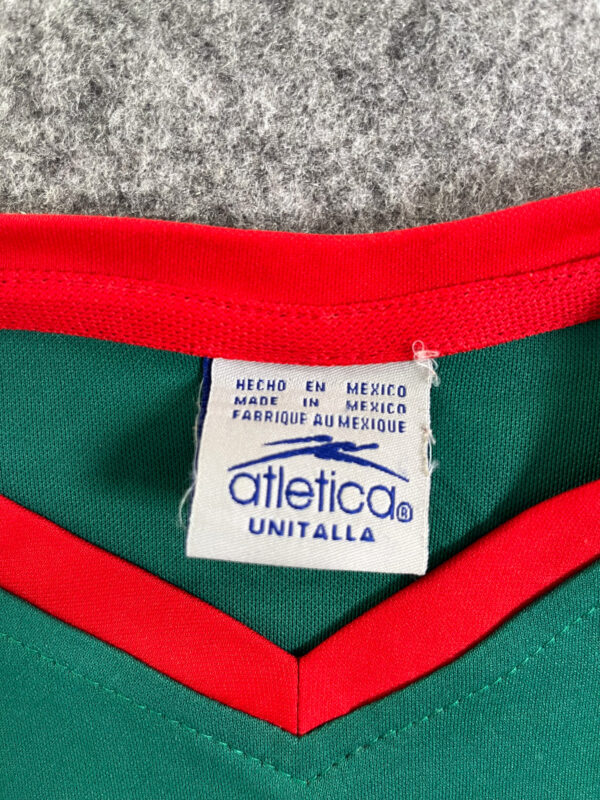 HECHO EN MEXICO
MADE IN MEXICO
FABRIQUE AU MEXIQUE
atletica®
UNITALLA